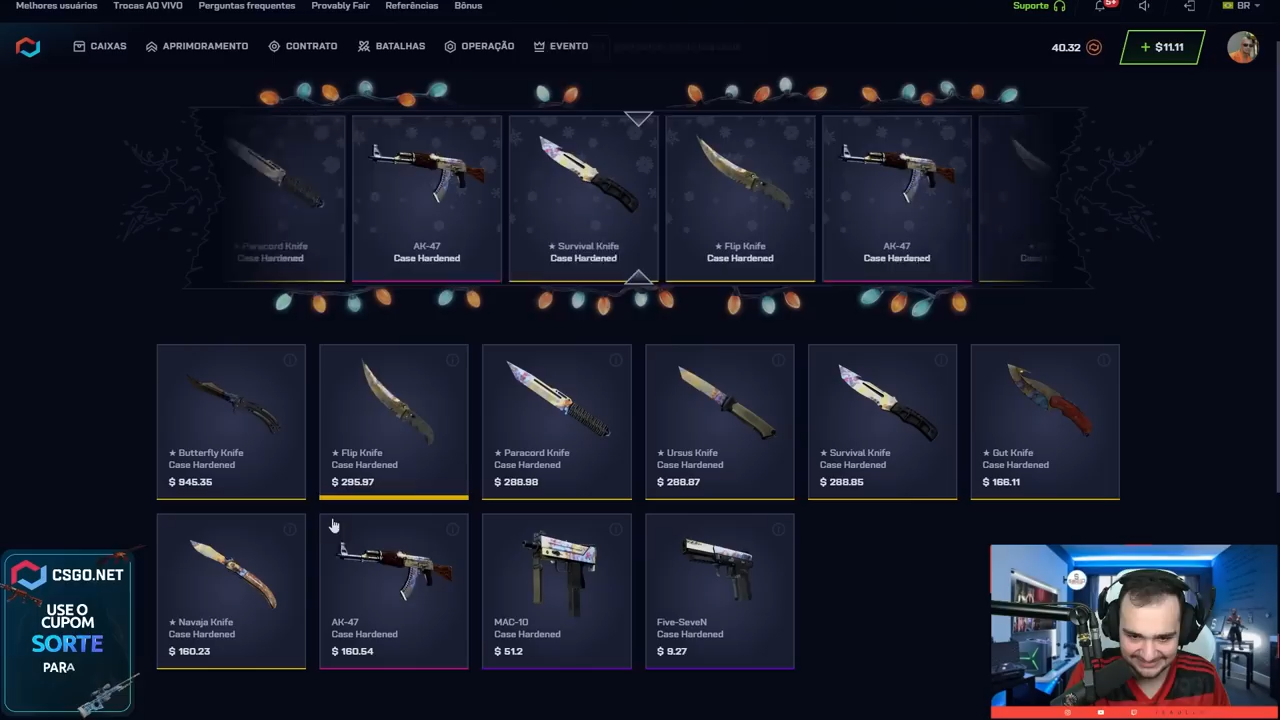 Melhores usuários Trocas AO VIVO Perguntas frequentes Provably Fair Referências Bônus Suporte 5+ BR
CAIXAS APRIMORAMENTO CONTRATO BATALHAS OPERAÇÃO EVENTO 40.32 + $11.11
★ Paracord Knife
Case Hardened
AK-47
Case Hardened
★ Survival Knife
Case Hardened
★ Flip Knife
Case Hardened
AK-47
Case Hardened
★ Butterfly Knife
Case Hardened
$ 945.35
★ Flip Knife
Case Hardened
$ 295.97
★ Paracord Knife
Case Hardened
$ 288.98
★ Ursus Knife
Case Hardened
$ 288.87
★ Survival Knife
Case Hardened
$ 288.85
★ Gut Knife
Case Hardened
$ 166.11
★ Navaja Knife
Case Hardened
$ 160.23
AK-47
Case Hardened
$ 160.54
MAC-10
Case Hardened
$ 51.2
Five-SeveN
Case Hardened
$ 9.27
CSGO.NET
USE O
CUPOM
SORTE
PARA